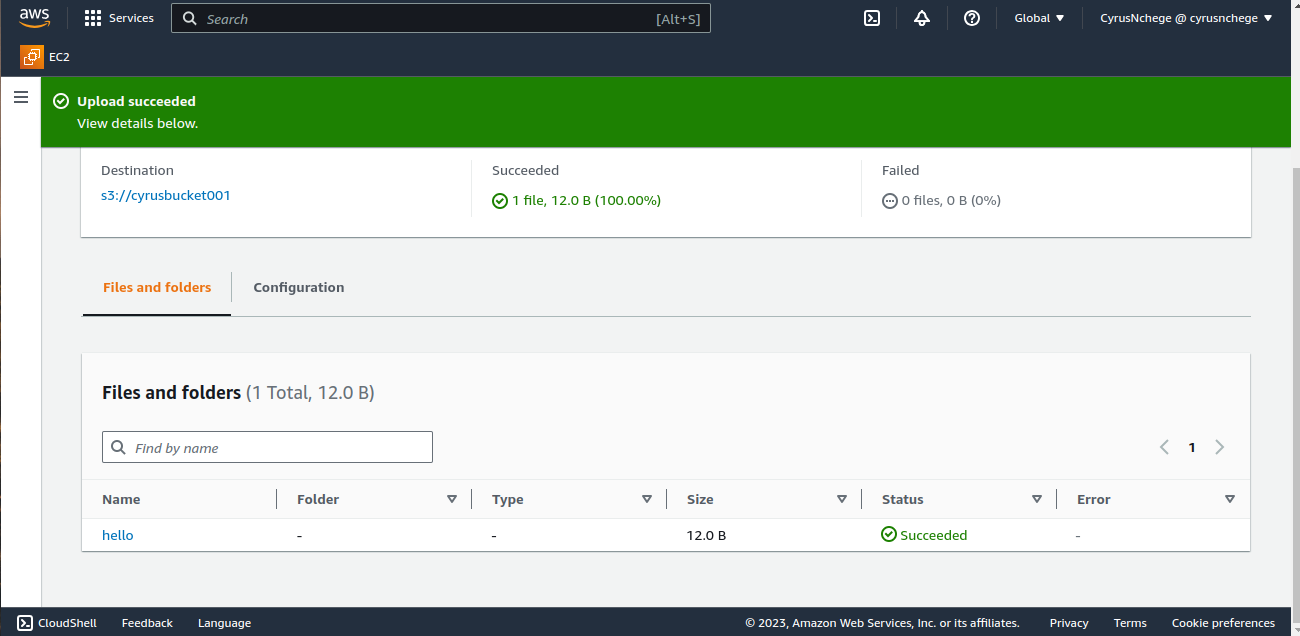 aws Services Search [Alt+S] Global CyrusNchege @ cyrusnchege
EC2
Upload succeeded
View details below.
Destination Succeeded Failed
s3://cyrusbucket001 1 file, 12.0 B (100.00%) 0 files, 0 B (0%)
Files and folders Configuration
Files and folders (1 Total, 12.0 B)
Find by name 1
Name Folder Type Size Status Error
hello - - 12.0 B Succeeded -
CloudShell Feedback Language © 2023, Amazon Web Services, Inc. or its affiliates. Privacy Terms Cookie preferences